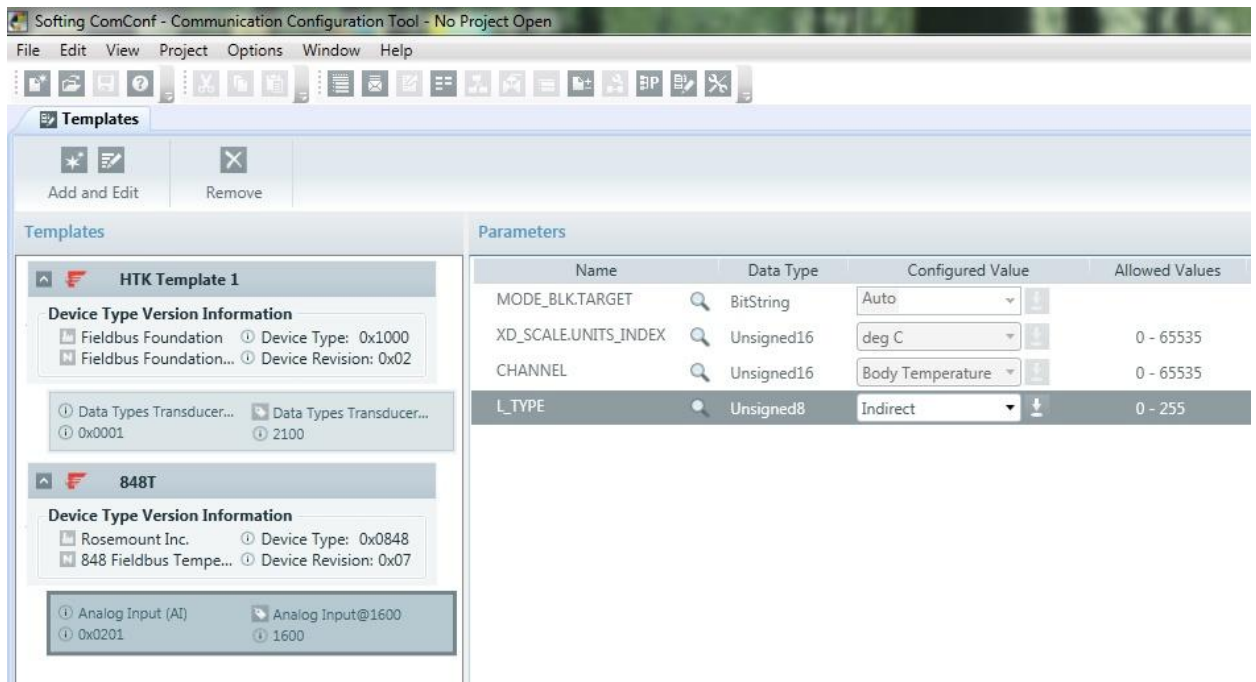 Softing ComConf - Communication Configuration Tool - No Project Open
File Edit View Project Options Window Help
Templates
Add and Edit Remove
Templates
HTK Template 1
Device Type Version Information
Fieldbus Foundation Device Type: 0x1000
Fieldbus Foundation... Device Revision: 0x02
Data Types Transducer... Data Types Transducer...
0x0001 2100
848T
Device Type Version Information
Rosemount Inc. Device Type: 0x0848
848 Fieldbus Tempe... Device Revision: 0x07
Analog Input (AI) Analog Input@1600
0x0201 1600
Parameters
Name Data Type Configured Value Allowed Values
MODE_BLK.TARGET BitString Auto
XD_SCALE.UNITS_INDEX Unsigned16 deg C 0 - 65535
CHANNEL Unsigned16 Body Temperature 0 - 65535
L_TYPE Unsigned8 Indirect 0 - 255